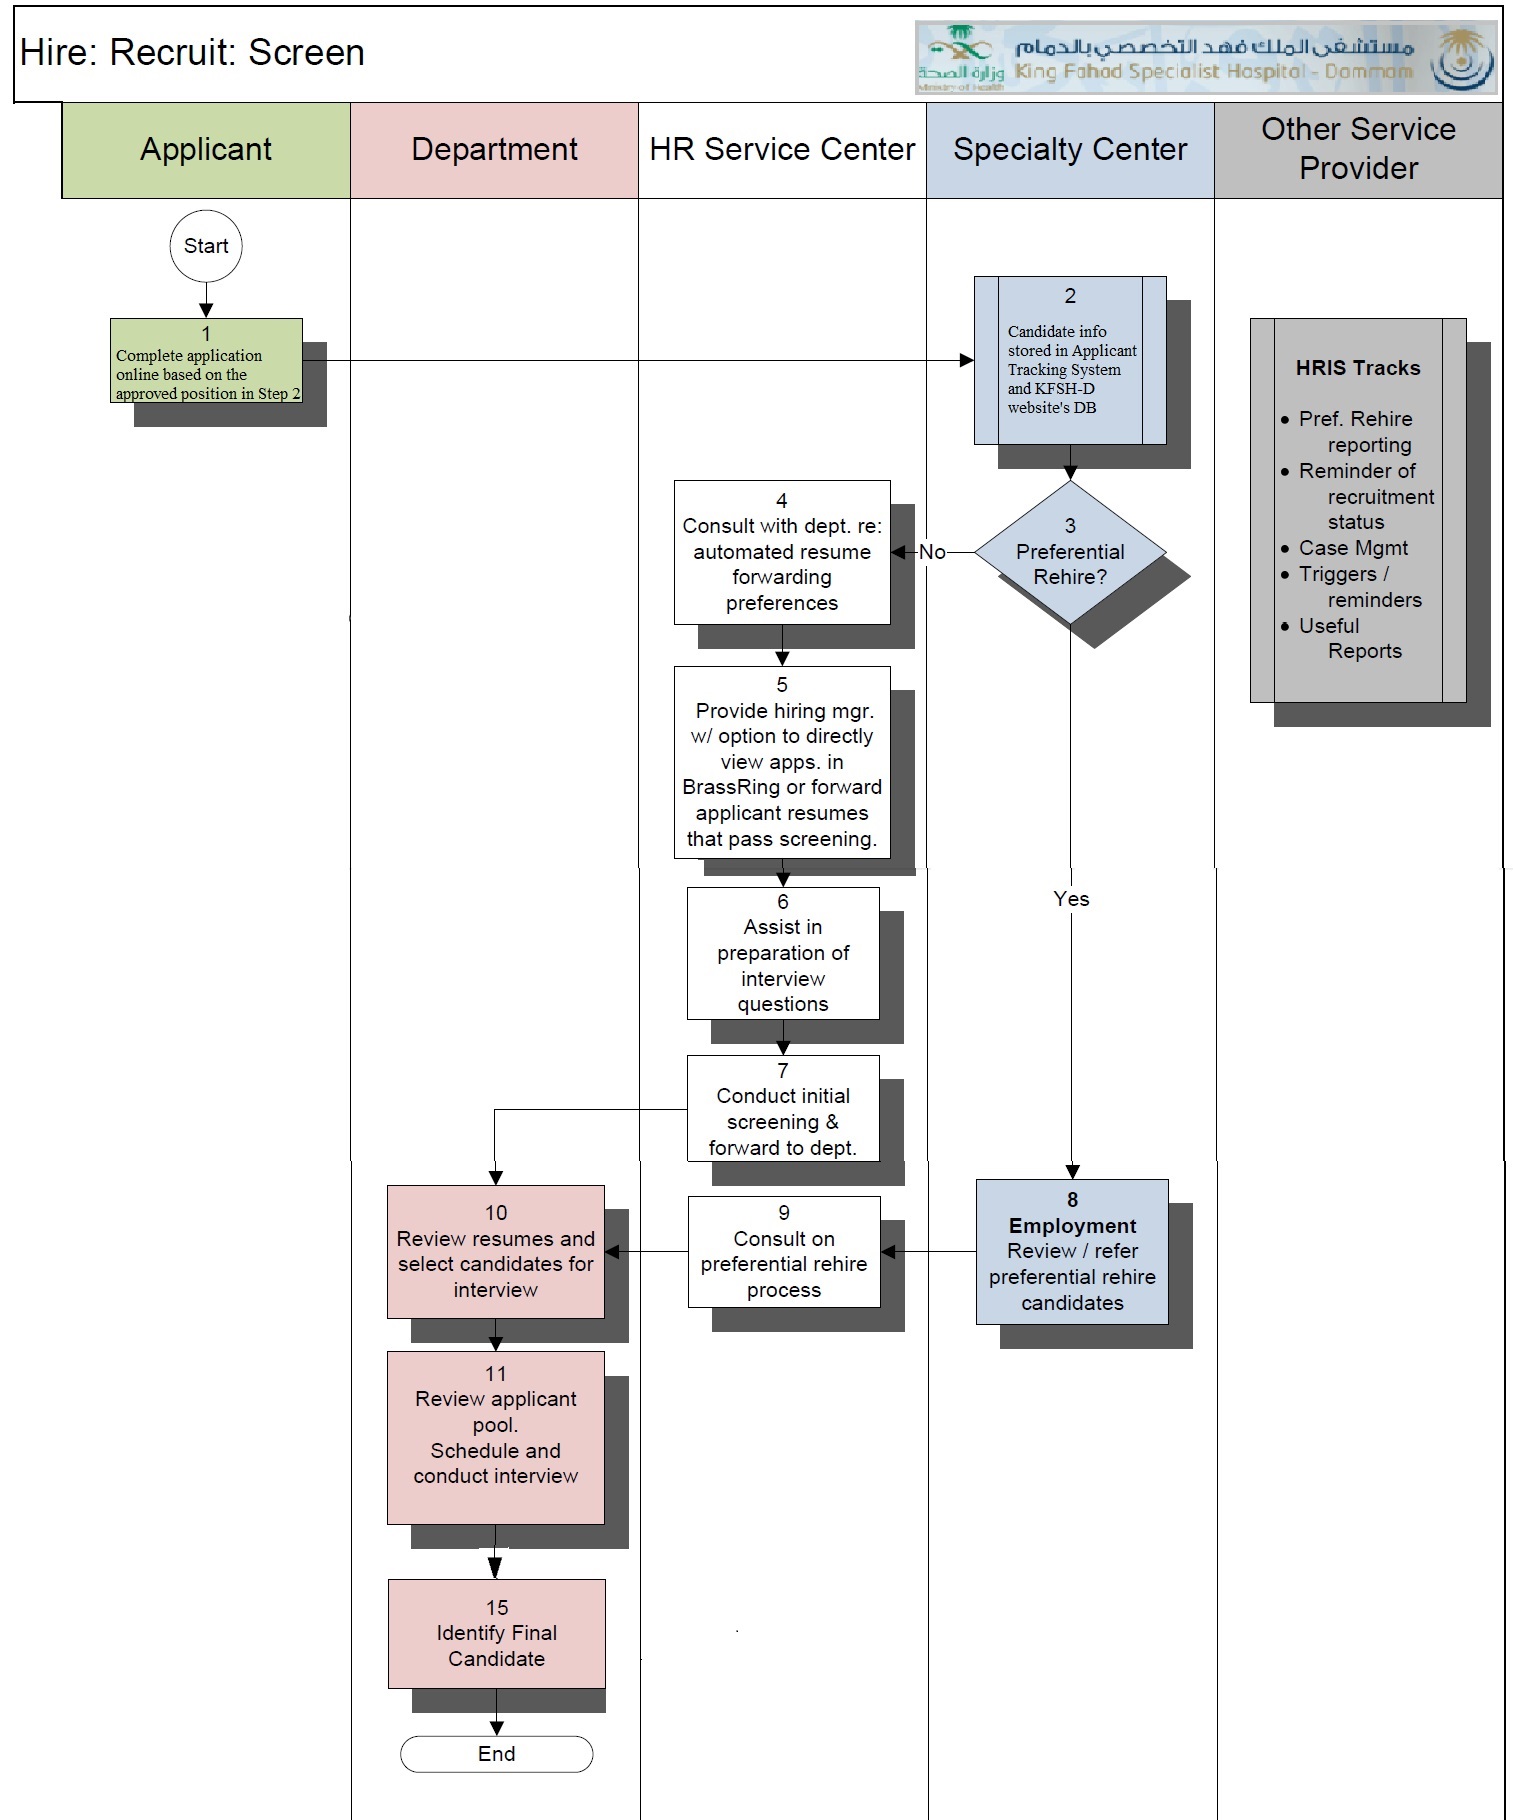 Hire: Recruit: Screen
مستشفى الملك فهد التخصصي بالدمام
وزارة الصحة
King Fahad Specialist Hospital - Dammam
Ministry of Health
Applicant
Department
HR Service Center
Specialty Center
Other Service
Provider
Start
1
Complete application
online based on the
approved position in Step 2
2
Candidate info
stored in Applicant
Tracking System
and KFSH-D
website's DB
HRIS Tracks
• Pref. Rehire
reporting
• Reminder of
recruitment
status
• Case Mgmt
• Triggers /
reminders
• Useful
Reports
3
Preferential
Rehire?
No
Yes
4
Consult with dept. re:
automated resume
forwarding
preferences
5
Provide hiring mgr.
w/ option to directly
view apps. in
BrassRing or forward
applicant resumes
that pass screening.
6
Assist in
preparation of
interview
questions
7
Conduct initial
screening &
forward to dept.
8
Employment
Review / refer
preferential rehire
candidates
9
Consult on
preferential rehire
process
10
Review resumes and
select candidates for
interview
11
Review applicant
pool.
Schedule and
conduct interview
15
Identify Final
Candidate
End